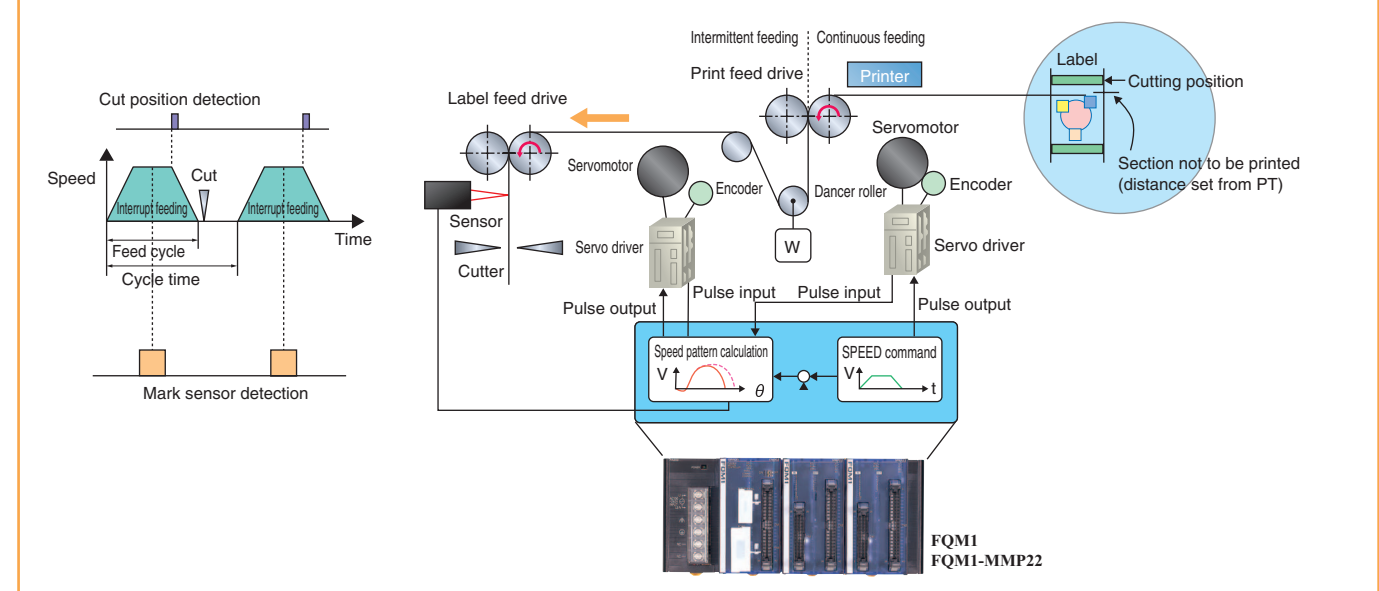 Cut position detection
Speed
Cut
Interrupt feeding
Interrupt feeding
Time
Feed cycle
Cycle time
Mark sensor detection
Intermittent feeding
Continuous feeding
Print feed drive
Printer
Label feed drive
Servomotor
Encoder
Sensor
Servo driver
Cutter
Dancer roller
W
Servomotor
Encoder
Servo driver
Label
Cutting position
Section not to be printed
(distance set from PT)
Pulse output
Pulse input
Pulse input
Pulse output
Speed pattern calculation
V
θ
SPEED command
V
t
FQM1
FQM1
FQM1
FQM1
FQM1-MMP22